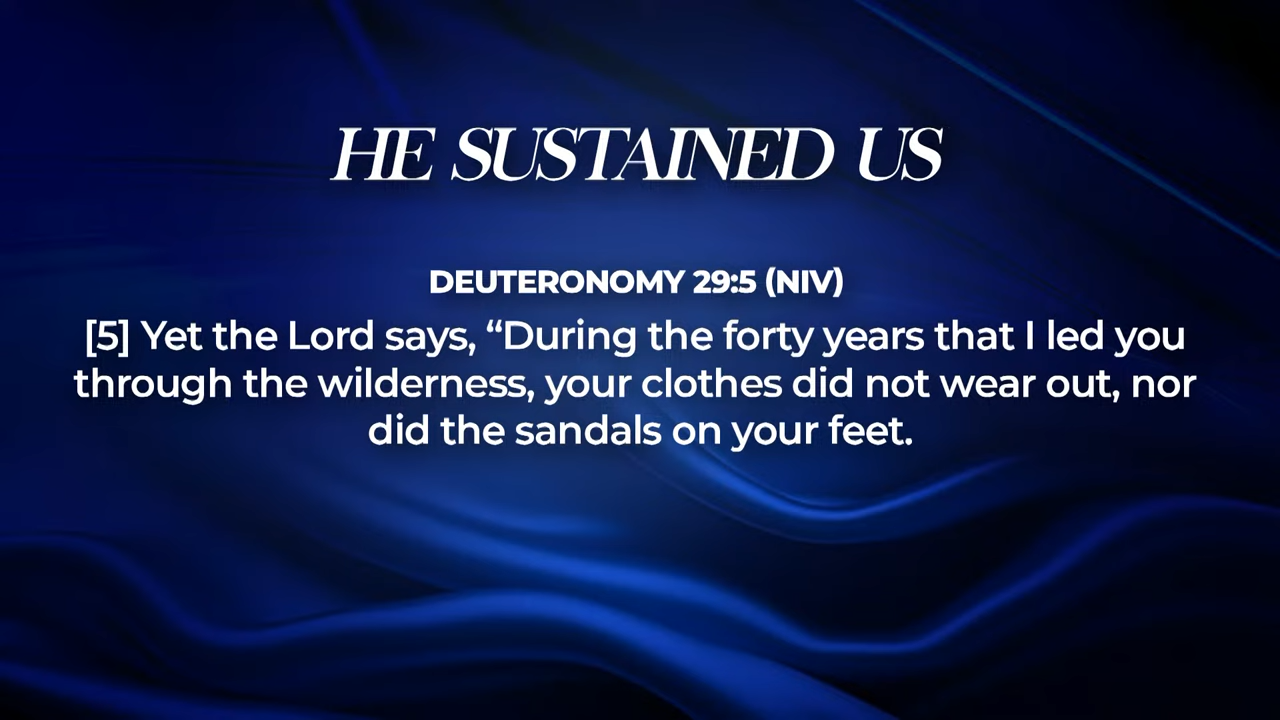 HE SUSTAINED US
DEUTERONOMY 29:5 (NIV)
[5] Yet the Lord says, “During the forty years that I led you
through the wilderness, your clothes did not wear out, nor
did the sandals on your feet.